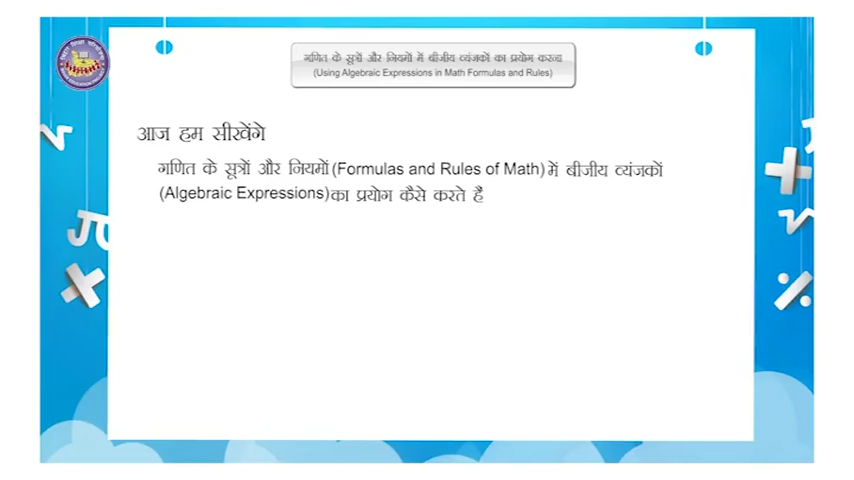 गणित के सूत्रों और नियमों में बीजीय व्यंजकों का प्रयोग करना
(Using Algebraic Expressions in Math Formulas and Rules)
आज हम सीखेंगे
गणित के सूत्रों और नियमों (Formulas and Rules of Math) में बीजीय व्यंजकों
(Algebraic Expressions) का प्रयोग कैसे करते है